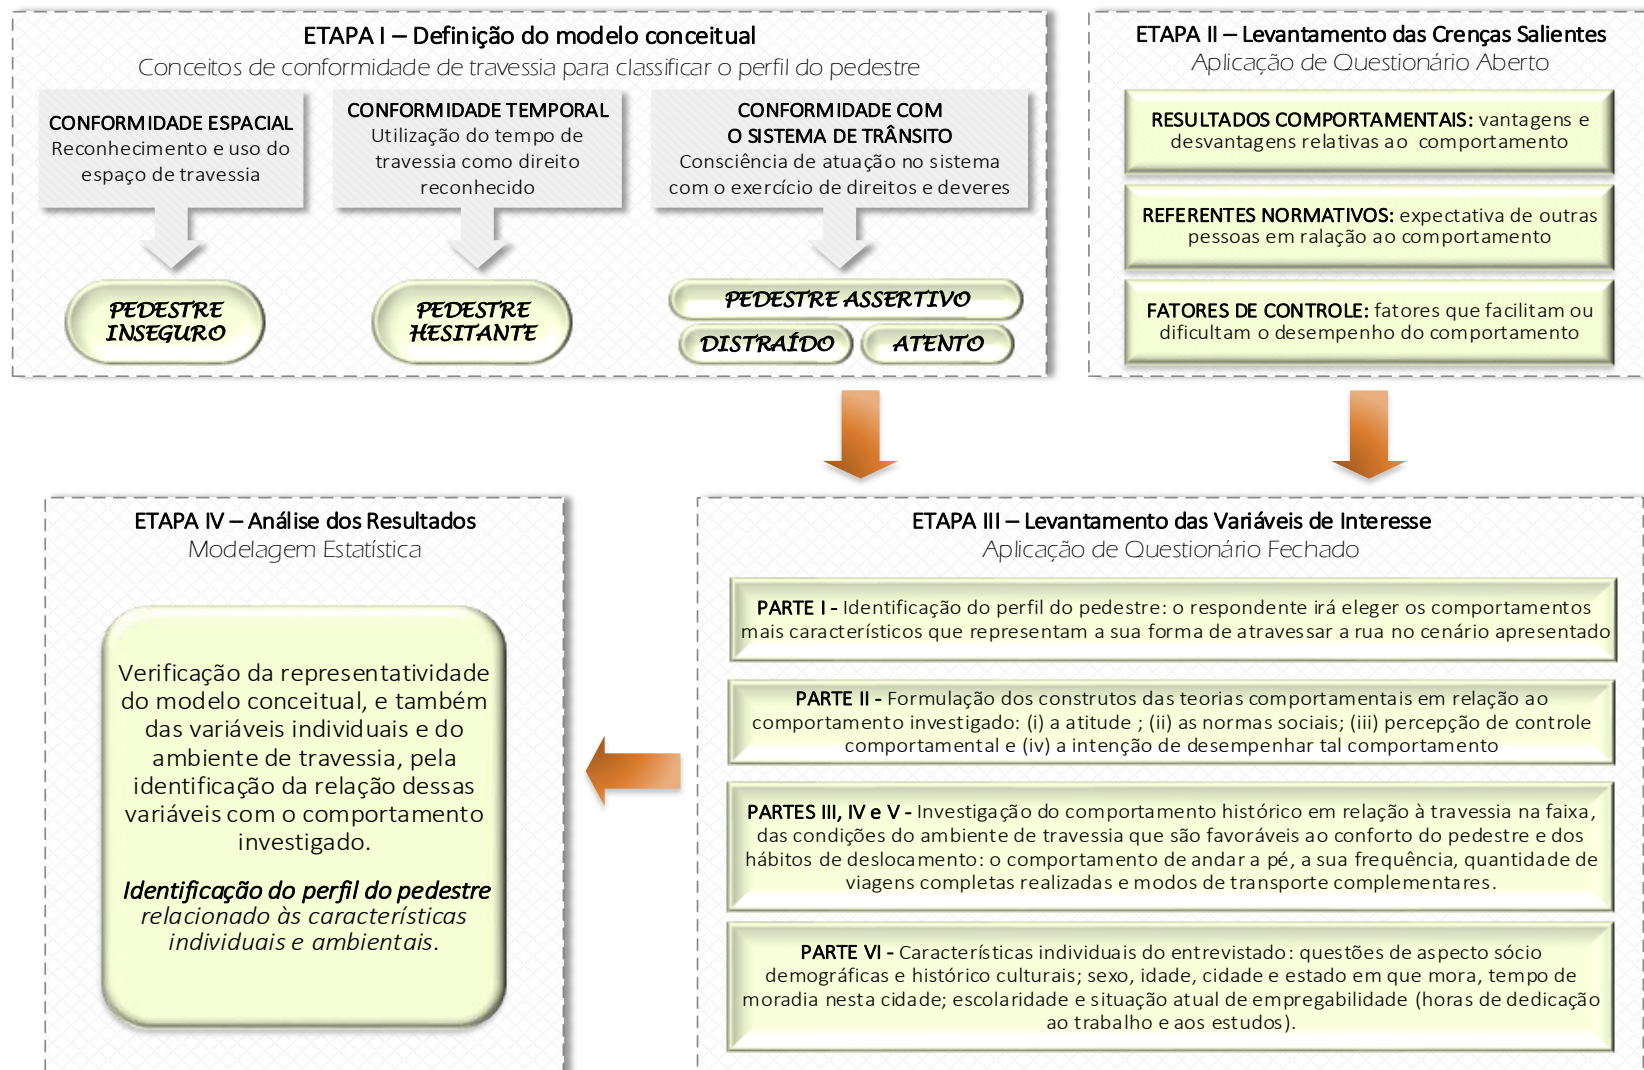 ETAPA I – Definição do modelo conceitual
Conceitos de conformidade de travessia para classificar o perfil do pedestre
CONFORMIDADE ESPACIAL
Reconhecimento e uso do
espaço de travessia
CONFORMIDADE TEMPORAL
Utilização do tempo de
travessia como direito
reconhecido
CONFORMIDADE COM
O SISTEMA DE TRÂNSITO
Consciência de atuação no sistema
com o exercício de direitos e deveres
PEDESTRE
INSEGURO
PEDESTRE
HESITANTE
PEDESTRE ASSERTIVO
DISTRAÍDO
ATENTO
ETAPA II – Levantamento das Crenças Salientes
Aplicação de Questionário Aberto
RESULTADOS COMPORTAMENTAIS: vantagens e
desvantagens relativas ao comportamento
REFERENTES NORMATIVOS: expectativa de outras
pessoas em ralação ao comportamento
FATORES DE CONTROLE: fatores que facilitam ou
dificultam o desempenho do comportamento
ETAPA III – Levantamento das Variáveis de Interesse
Aplicação de Questionário Fechado
PARTE I - Identificação do perfil do pedestre: o respondente irá eleger os comportamentos
mais característicos que representam a sua forma de atravessar a rua no cenário apresentado
PARTE II - Formulação dos construtos das teorias comportamentais em relação ao
comportamento investigado: (i) a atitude ; (ii) as normas sociais; (iii) percepção de controle
comportamental e (iv) a intenção de desempenhar tal comportamento
PARTES III, IV e V - Investigação do comportamento histórico em relação à travessia na faixa,
das condições do ambiente de travessia que são favoráveis ao conforto do pedestre e dos
hábitos de deslocamento: o comportamento de andar a pé, a sua frequência, quantidade de
viagens completas realizadas e modos de transporte complementares.
PARTE VI - Características individuais do entrevistado: questões de aspecto sócio
demográficas e histórico culturais; sexo, idade, cidade e estado em que mora, tempo de
moradia nesta cidade; escolaridade e situação atual de empregabilidade (horas de dedicação
ao trabalho e aos estudos).
ETAPA IV – Análise dos Resultados
Modelagem Estatística
Verificação da representatividade
do modelo conceitual, e também
das variáveis individuais e do
ambiente de travessia, pela
identificação da relação dessas
variáveis com o comportamento
investigado.
Identificação do perfil do pedestre
relacionado às características
individuais e ambientais.